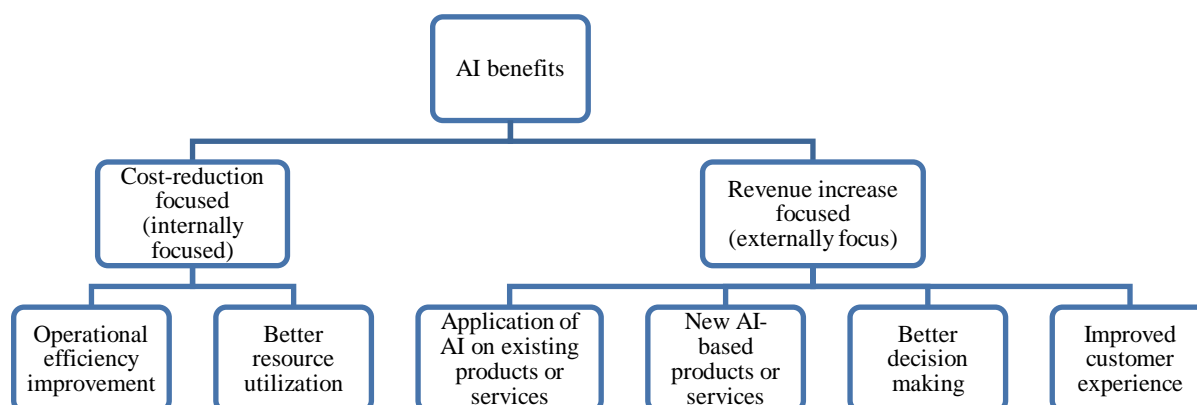 AI benefits
Cost-reduction
focused
(internally
focused)
Revenue increase
focused
(externally focus)
Operational
efficiency
improvement
Better
resource
utilization
Application of
AI on existing
products or
services
New AI-
based
products or
services
Better
decision
making
Improved
customer
experience